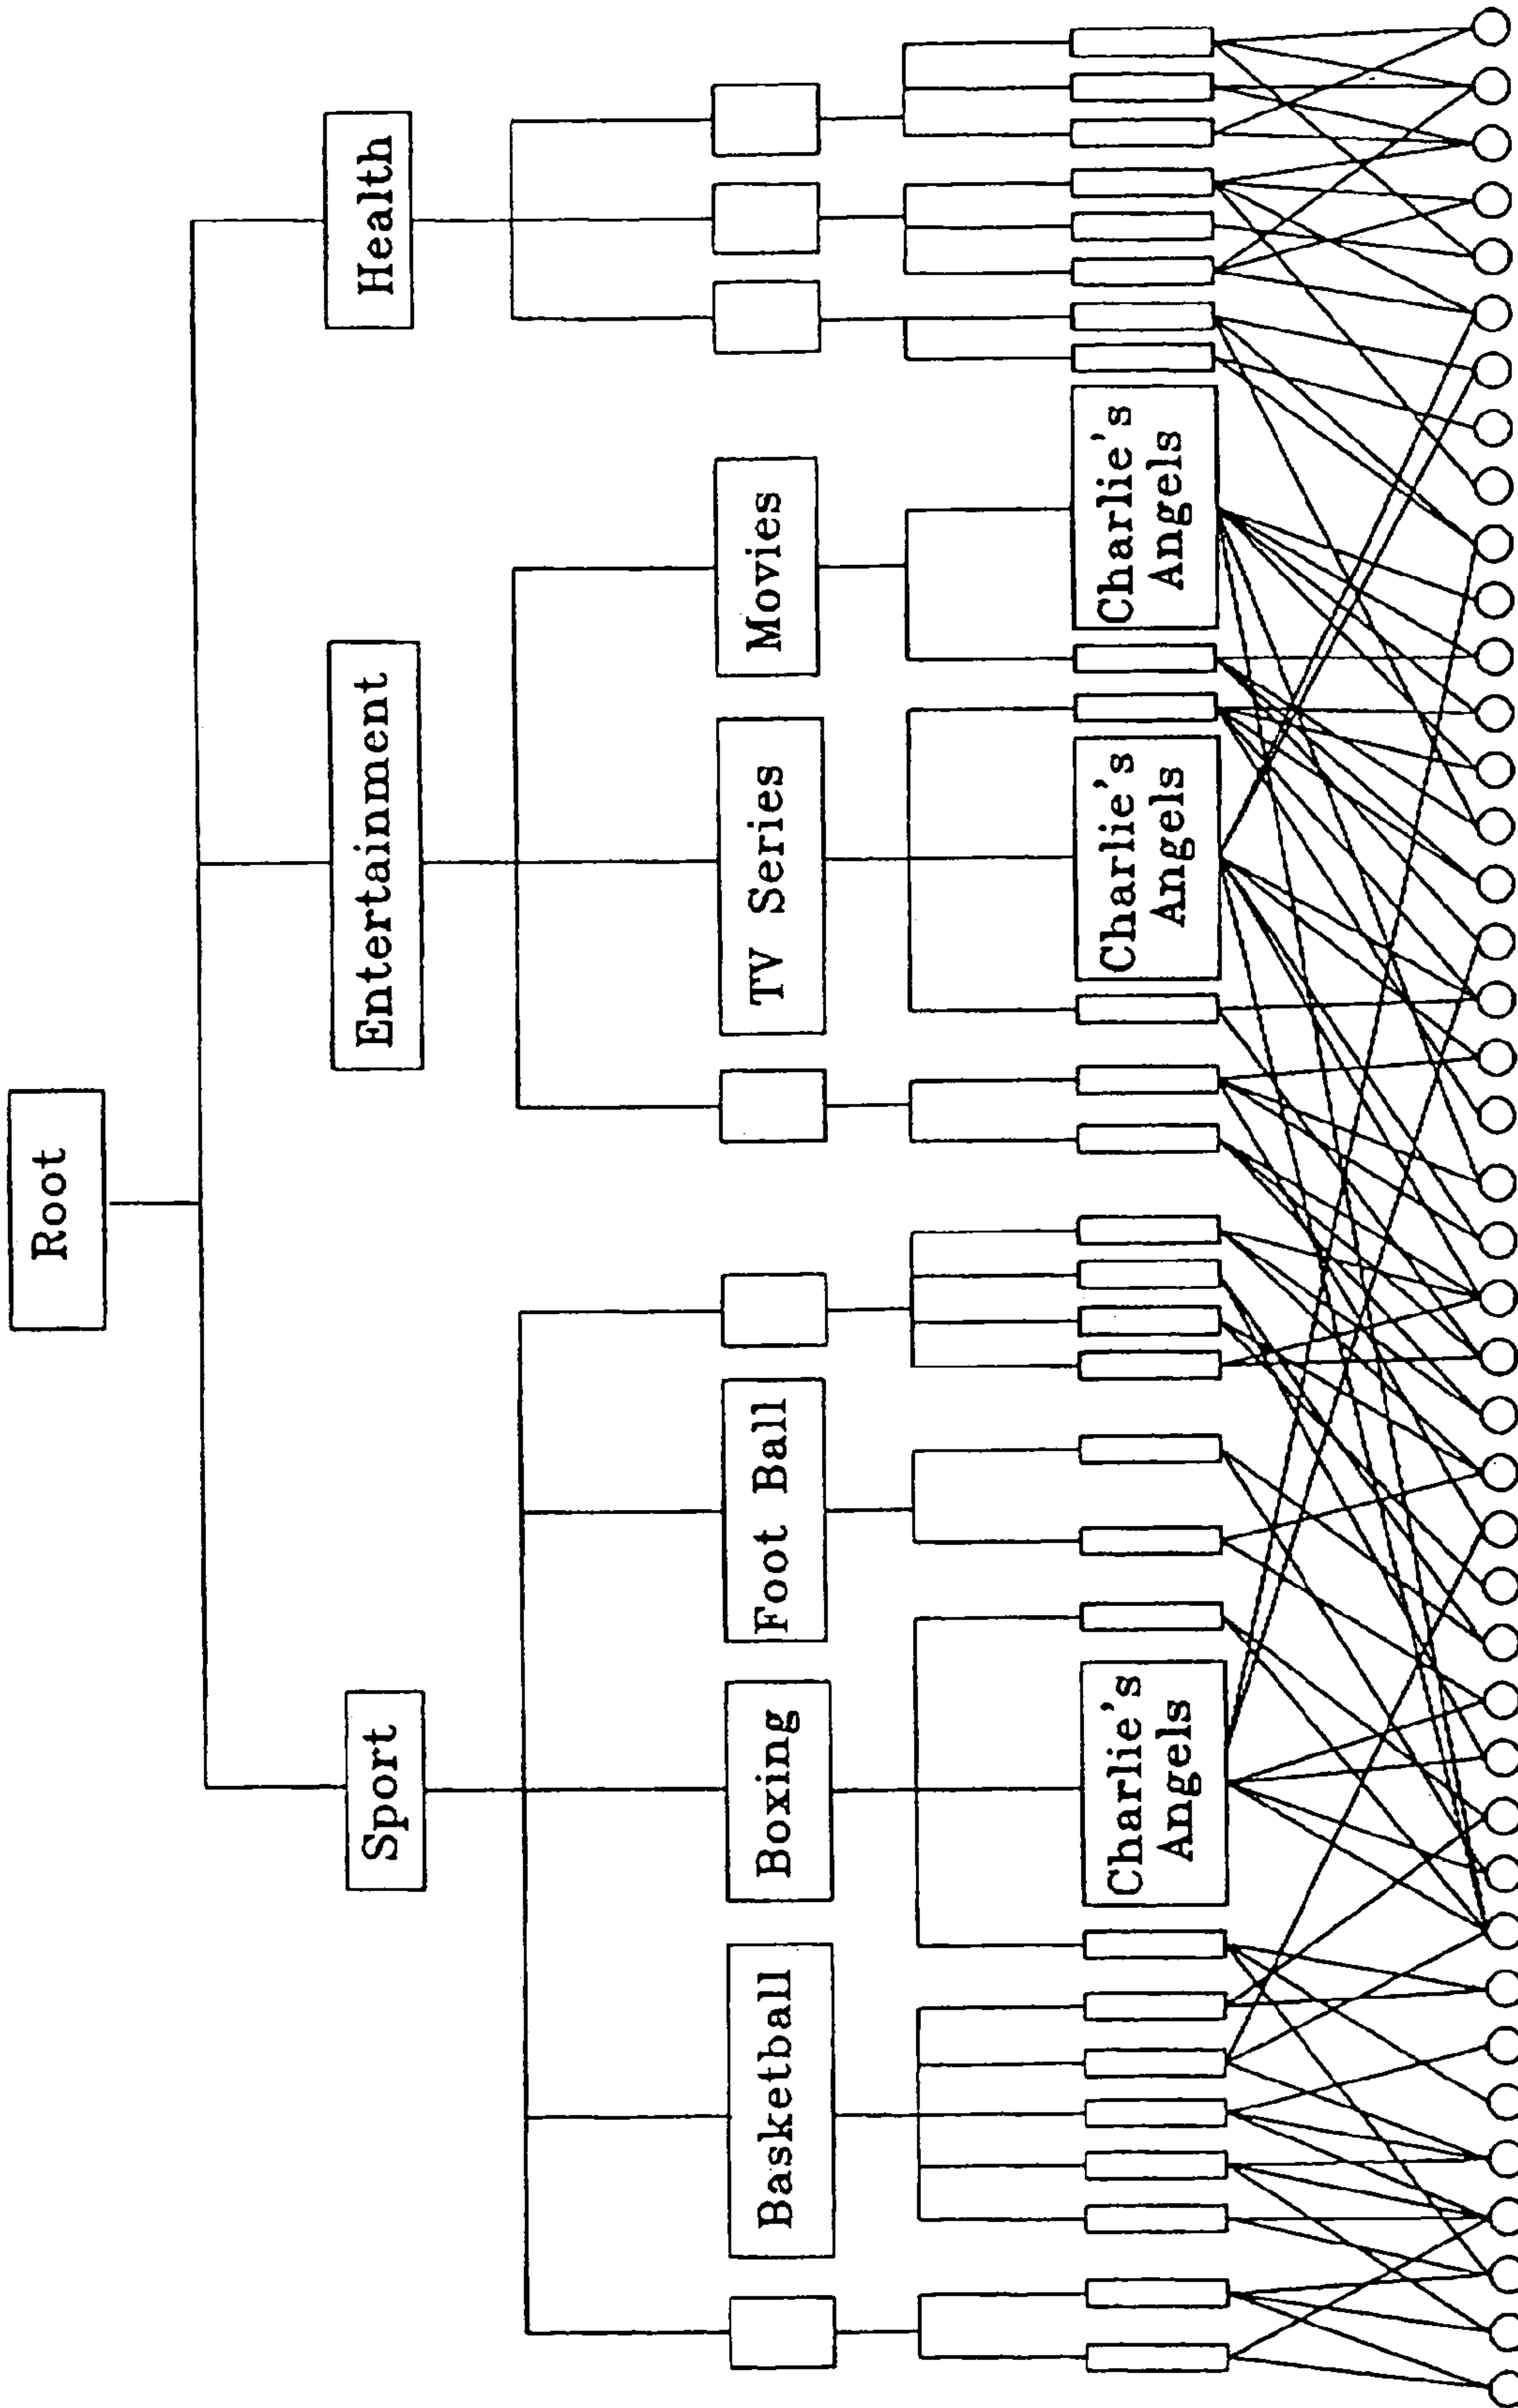 Root
Sport
Entertainment
Health
Basketball
Boxing
Foot Ball
TV Series
Movies
Charlie's
Angels
Charlie's
Angels
Charlie's
Angels